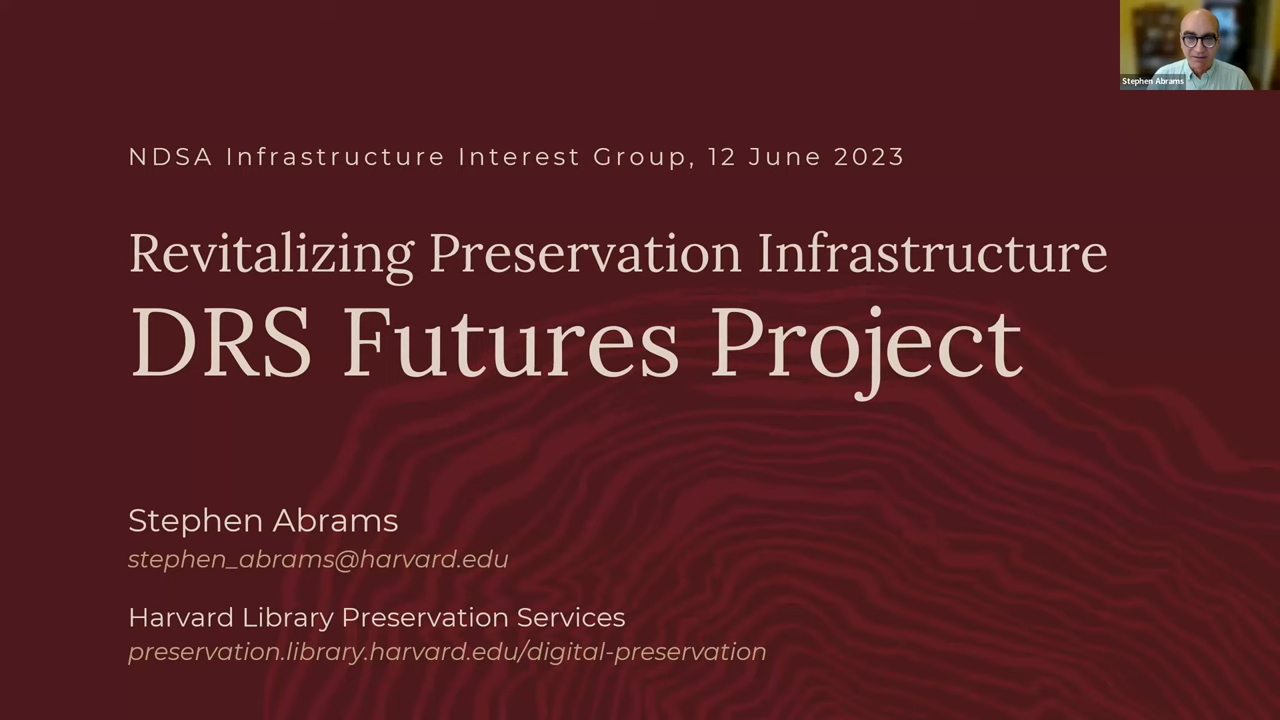 Stephen Abrams
NDSA Infrastructure Interest Group, 12 June 2023
Revitalizing Preservation Infrastructure
DRS Futures Project
Stephen Abrams
stephen_abrams@harvard.edu
Harvard Library Preservation Services
preservation.library.harvard.edu/digital-preservation